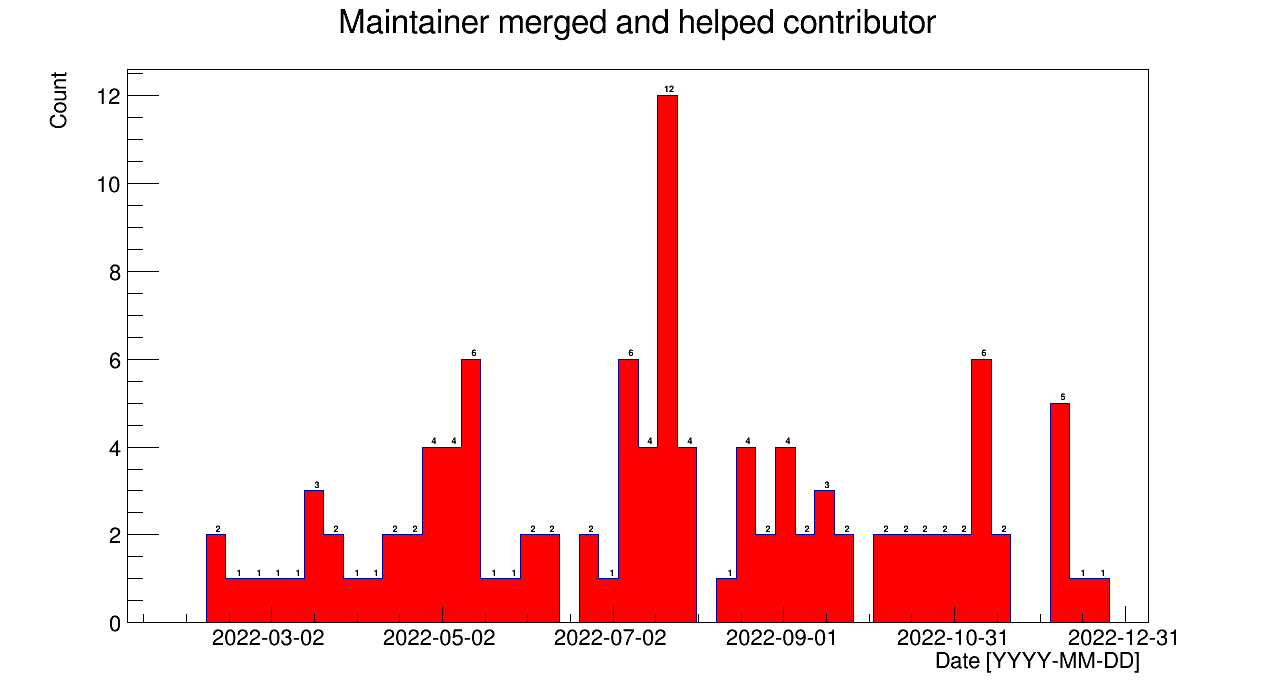 Maintainer merged and helped contributor
Count
12
10
8
6
4
2
0
2 1 1 1 1 3 2 1 1 2 2 4 4 6 1 1 2 2 2 1 6 4 12 4 1 4 2 4 2 3 2 2 2 2 2 2 6 2 5 1 1
2022-03-02 2022-05-02 2022-07-02 2022-09-01 2022-10-31 2022-12-31
Date [YYYY-MM-DD]